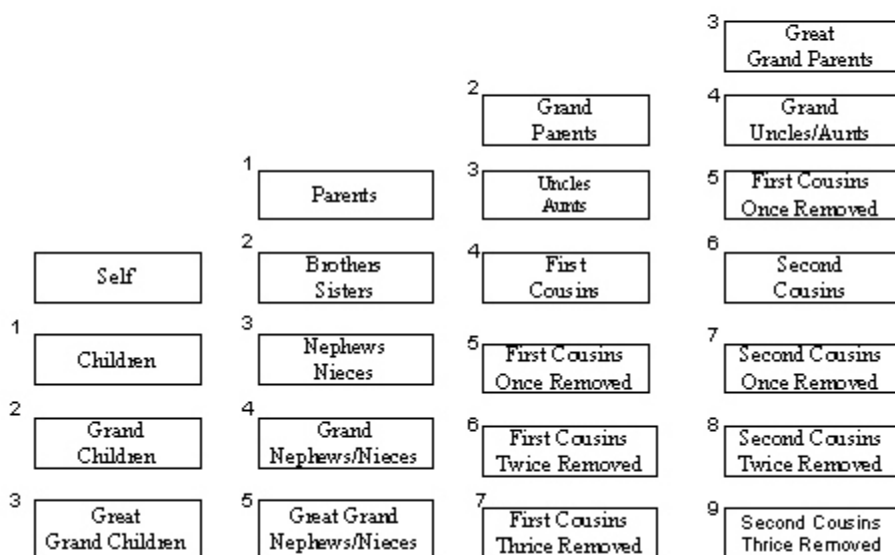 3
Great
Grand Parents
2
Grand
Parents
4
Grand
Uncles/Aunts
1
Parents
3
Uncles
Aunts
5
First Cousins
Once Removed
Self
2
Brothers
Sisters
4
First
Cousins
6
Second
Cousins
1
Children
3
Nephews
Nieces
5
First Cousins
Once Removed
7
Second Cousins
Once Removed
2
Grand
Children
4
Grand
Nephews/Nieces
6
First Cousins
Twice Removed
8
Second Cousins
Twice Removed
3
Great
Grand Children
5
Great Grand
Nephews/Nieces
7
First Cousins
Thrice Removed
9
Second Cousins
Thrice Removed